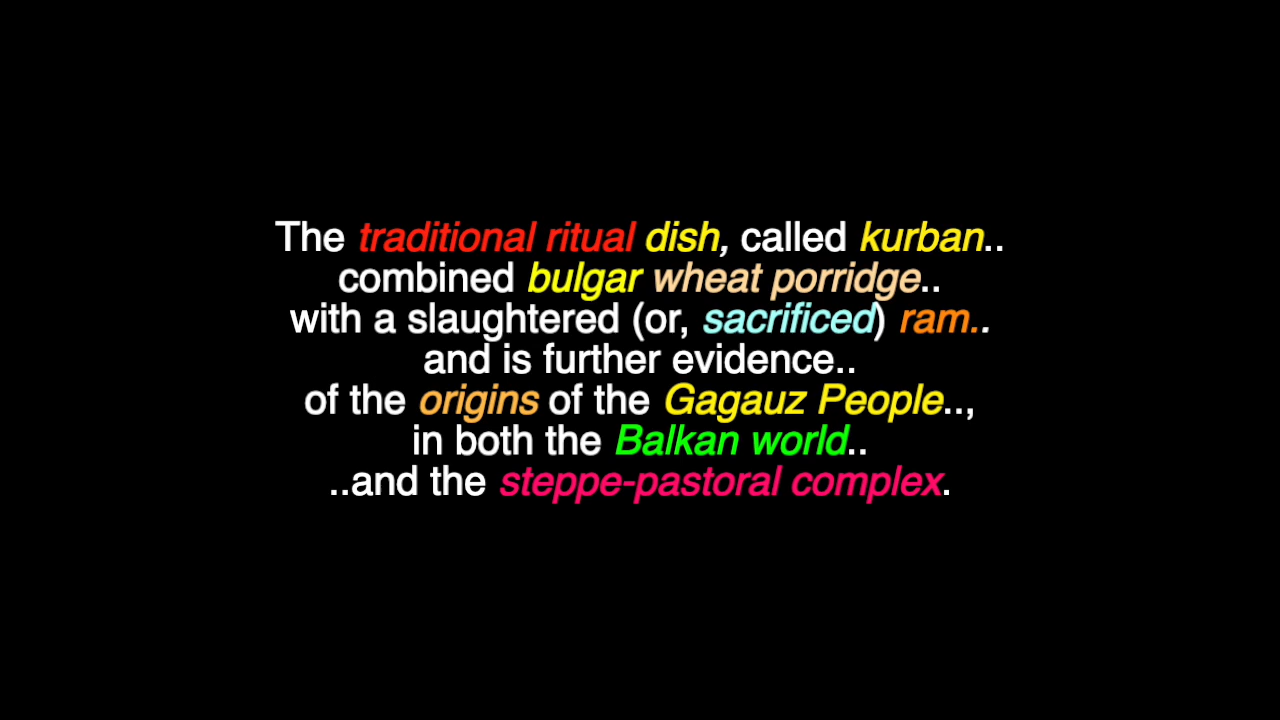 The traditional ritual dish, called kurban..
combined bulgar wheat porridge..
with a slaughtered (or, sacrificed) ram..
and is further evidence..
of the origins of the Gagauz People..,
in both the Balkan world..
..and the steppe-pastoral complex.